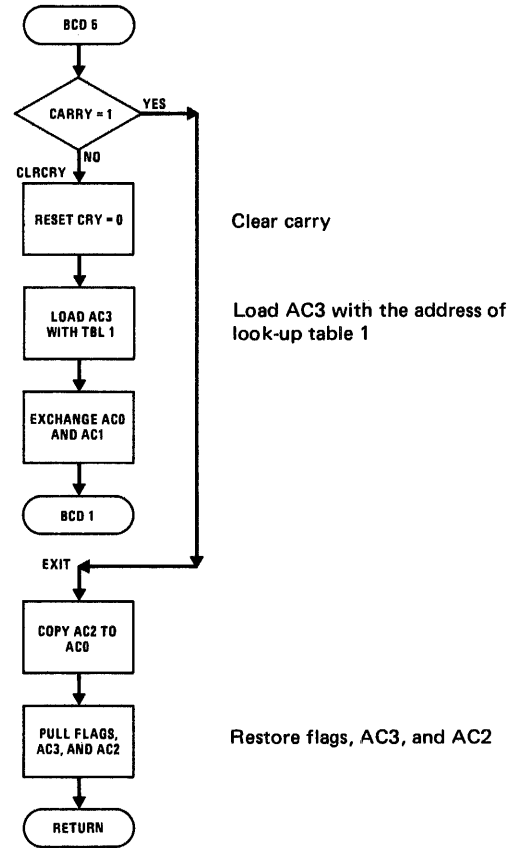 BCD 6
CARRY = 1
YES
NO
CLRCRY
RESET CRY = 0
Clear carry
LOAD AC3
WITH TBL 1
Load AC3 with the address of
look-up table 1
EXCHANGE AC0
AND AC1
BCD 1
EXIT
COPY AC2 TO
AC0
PULL FLAGS,
AC3, AND AC2
Restore flags, AC3, and AC2
RETURN